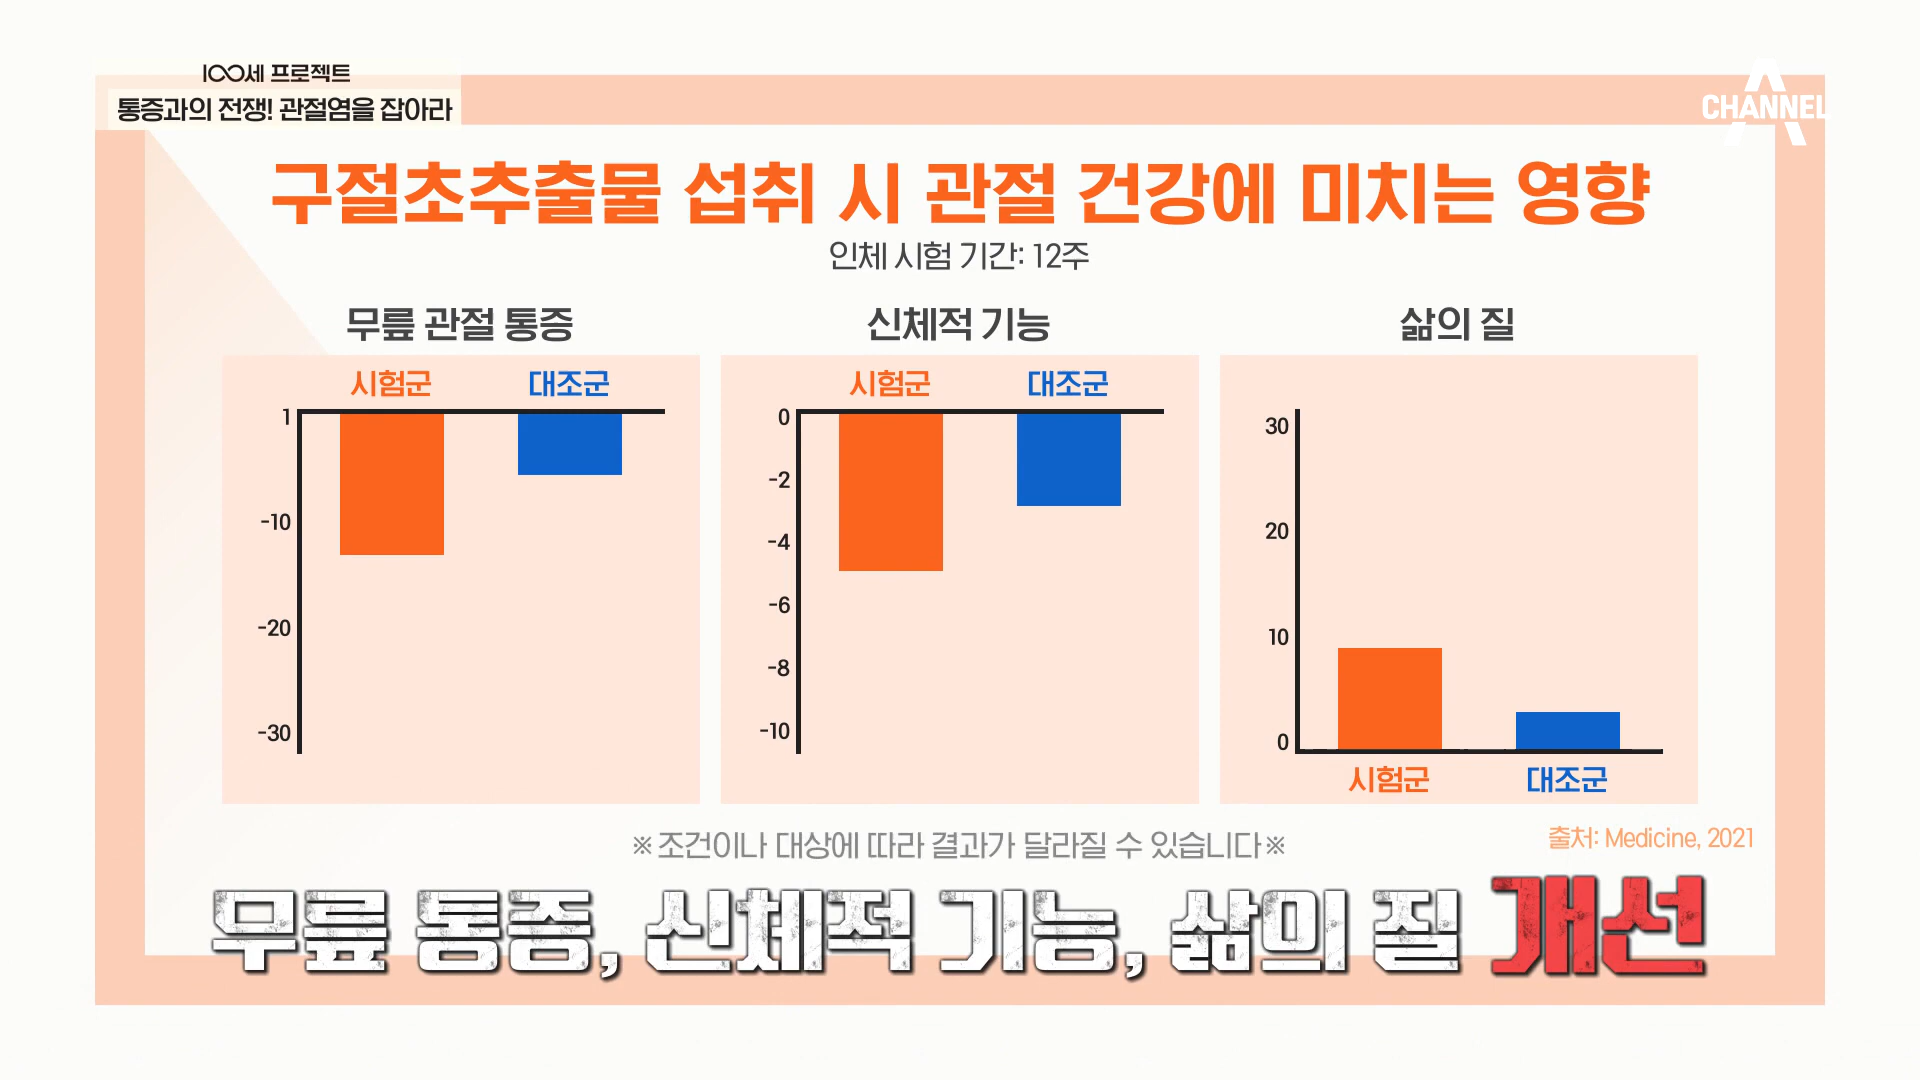 100세 프로젝트
통증과의 전쟁! 관절염을 잡아라
CHANNEL A
구절초추출물 섭취 시 관절 건강에 미치는 영향
인체 시험 기간: 12주
무릎 관절 통증
시험군 대조군
1
-10
-20
-30
신체적 기능
시험군 대조군
0
-2
-4
-6
-8
-10
삶의 질
30
20
10
0
시험군 대조군
※조건이나 대상에 따라 결과가 달라질 수 있습니다※
출처: Medicine, 2021
무릎 통증, 신체적 기능, 삶의 질 개선